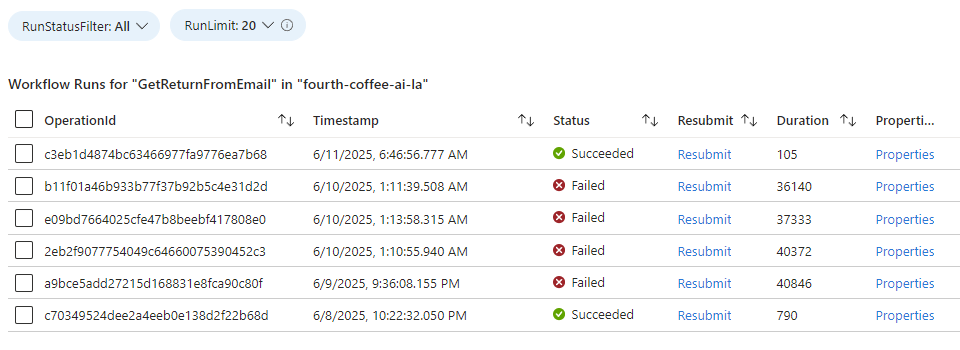 RunStatusFilter: All RunLimit: 20
Workflow Runs for "GetReturnFromEmail" in "fourth-coffee-ai-la"
OperationId Timestamp Status Resubmit Duration Properti...
c3eb1d4874bc63466977fa9776ea7b68 6/11/2025, 6:46:56.777 AM Succeeded Resubmit 105 Properties
b11f01a46b933b77f37b92b5c4e31d2d 6/10/2025, 1:11:39.508 AM Failed Resubmit 36140 Properties
e09bd7664025cfe47b8beebf417808e0 6/10/2025, 1:13:58.315 AM Failed Resubmit 37333 Properties
2eb2f9077754049c64660075390452c3 6/10/2025, 1:10:55.940 AM Failed Resubmit 40372 Properties
a9bce5add27215d168831e8fca90c80f 6/9/2025, 9:36:08.155 PM Failed Resubmit 40846 Properties
c70349524dee2a4eeb0e138d2f22b68d 6/8/2025, 10:22:32.050 PM Succeeded Resubmit 790 Properties